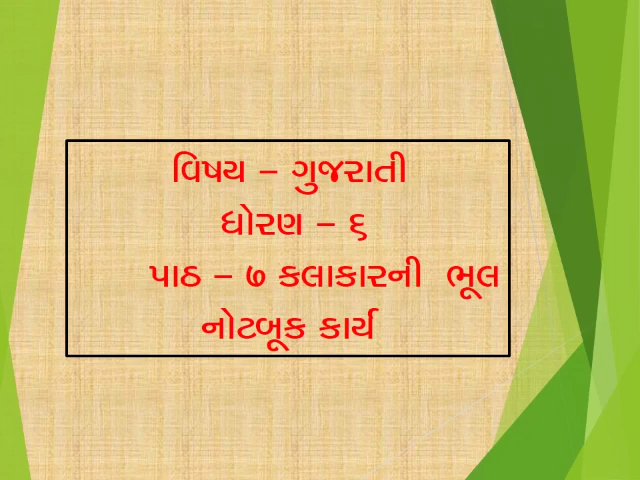 વિષય – ગુજરાતી
ધોરણ – ૬
પાઠ – ૭ કલાકારની ભૂલ
નોટબૂક કાર્ય